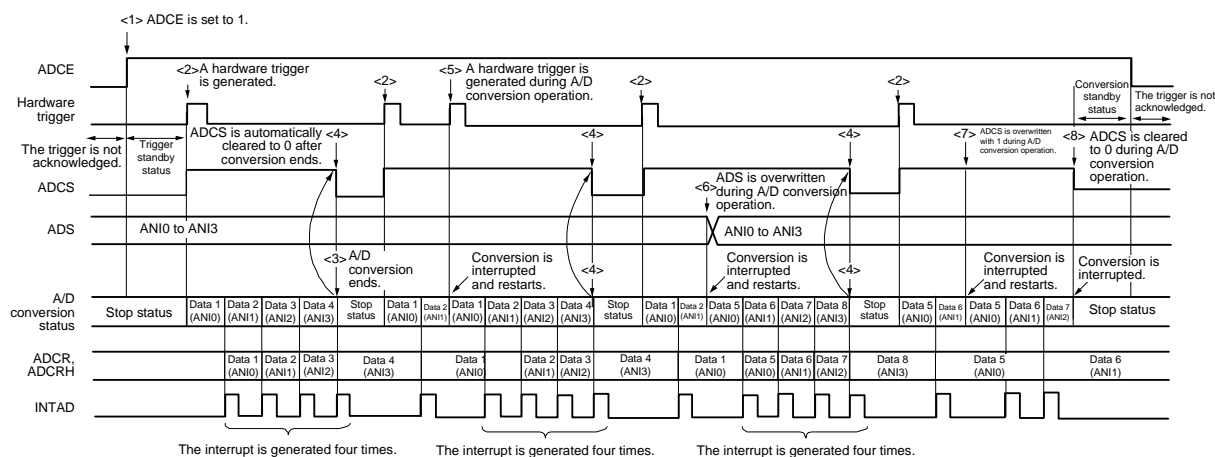 <1> ADCE is set to 1.
ADCE
<2> A hardware trigger
is generated.
<2>
<5> A hardware trigger is
generated during A/D
conversion operation.
<2>
<2>
Conversion
standby
status
The trigger is not
acknowledged.
Hardware
trigger
The trigger is not
acknowledged.
Trigger
standby
status
ADCS is automatically
cleared to 0 after
conversion ends.
<4>
<4>
<4>
<7> ADCS is overwritten
with 1 during A/D
conversion operation.
<8> ADCS is cleared
to 0 during A/D
conversion
operation.
ADCS
<6>
ADS is overwritten
during A/D conversion
operation.
ADS
ANI0 to ANI3
ANI0 to ANI3
<3> A/D
conversion
ends.
Conversion is
interrupted
and restarts.
<4>
Conversion is
interrupted
and restarts.
<4>
Conversion is
interrupted
and restarts.
Conversion is
interrupted.
A/D
conversion
status
Stop status
Data 1
(ANI0)
Data 2
(ANI1)
Data 3
(ANI2)
Data 4
(ANI3)
Stop
status
Data 1
(ANI0)
Data 2
(ANI1)
Data 1
(ANI0)
Data 2
(ANI1)
Data 3
(ANI2)
Data 4
(ANI3)
Stop
status
Data 1
(ANI0)
Data 2
(ANI1)
Data 5
(ANI0)
Data 6
(ANI1)
Data 7
(ANI2)
Data 8
(ANI3)
Stop
status
Data 5
(ANI0)
Data 6
(ANI1)
Data 5
(ANI0)
Data 6
(ANI1)
Data 7
(ANI2)
Stop status
ADCR,
ADCRH
Data 1
(ANI0)
Data 2
(ANI1)
Data 3
(ANI2)
Data 4
(ANI3)
Data 1
(ANI0)
Data 2
(ANI1)
Data 3
(ANI2)
Data 4
(ANI3)
Data 1
(ANI0)
Data 5
(ANI0)
Data 6
(ANI1)
Data 7
(ANI2)
Data 8
(ANI3)
Data 5
(ANI0)
Data 6
(ANI1)
INTAD
The interrupt is generated four times.
The interrupt is generated four times.
The interrupt is generated four times.